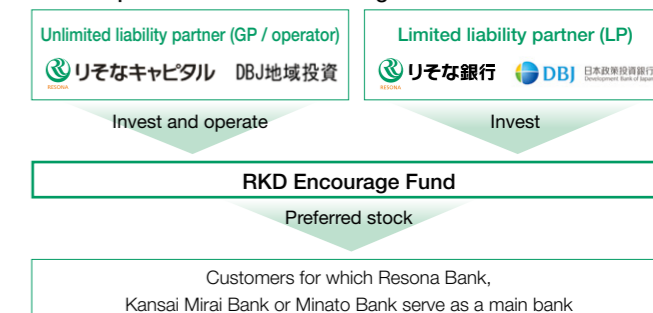 Unlimited liability partner (GP / operator)
りそなキャピタル DBJ地域投資
RESONA
Limited liability partner (LP)
りそな銀行 DBJ 日本政策投資銀行
Development Bank of Japan
RESONA
Invest and operate
Invest
RKD Encourage Fund
Preferred stock
Customers for which Resona Bank,
Kansai Mirai Bank or Minato Bank serve as a main bank